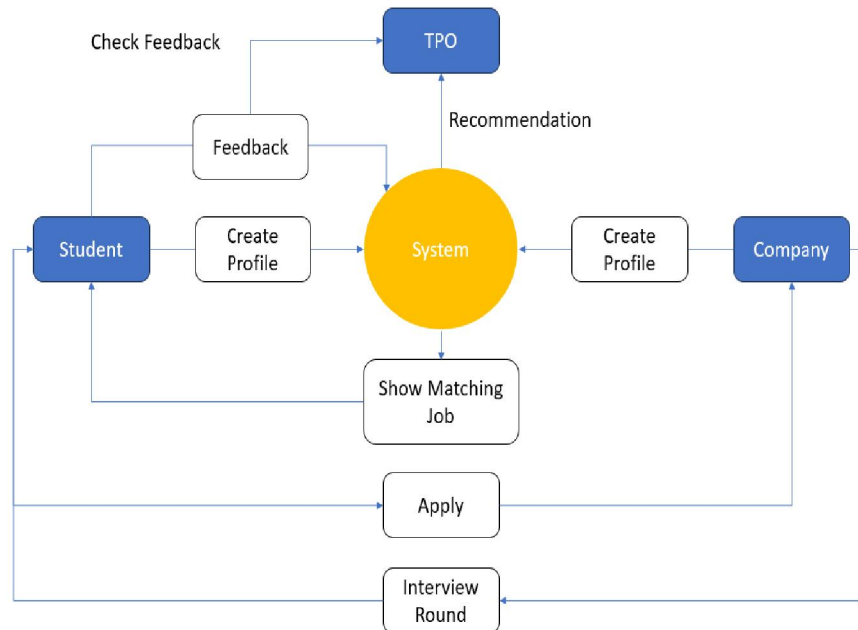 Check Feedback
TPO
Recommendation
Feedback
Student
Create
Profile
System
Create
Profile
Company
Show Matching
Job
Apply
Interview
Round